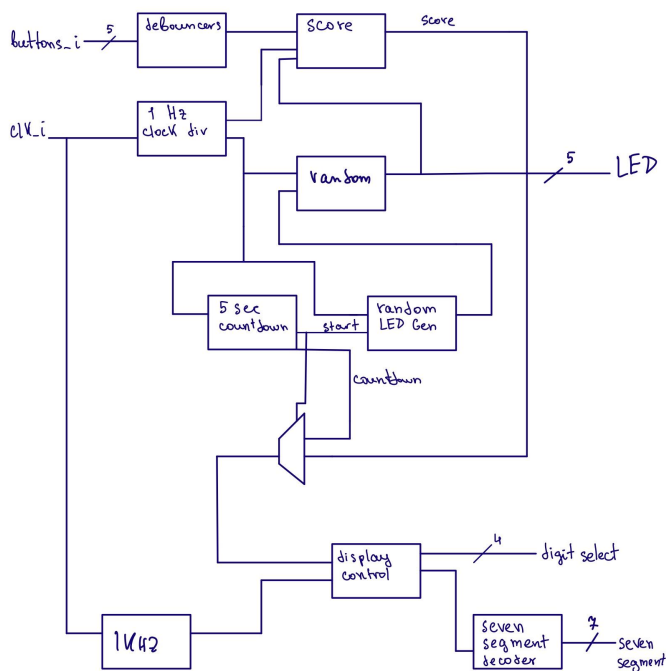 5
buttons_i
debouncers
score
score
clk_i
1 Hz
clock div
random
5
LED
5 sec
countdown
start
random
LED Gen
countdown
display
control
4
digit select
1KHZ
seven
segment
decoder
7
seven
segment